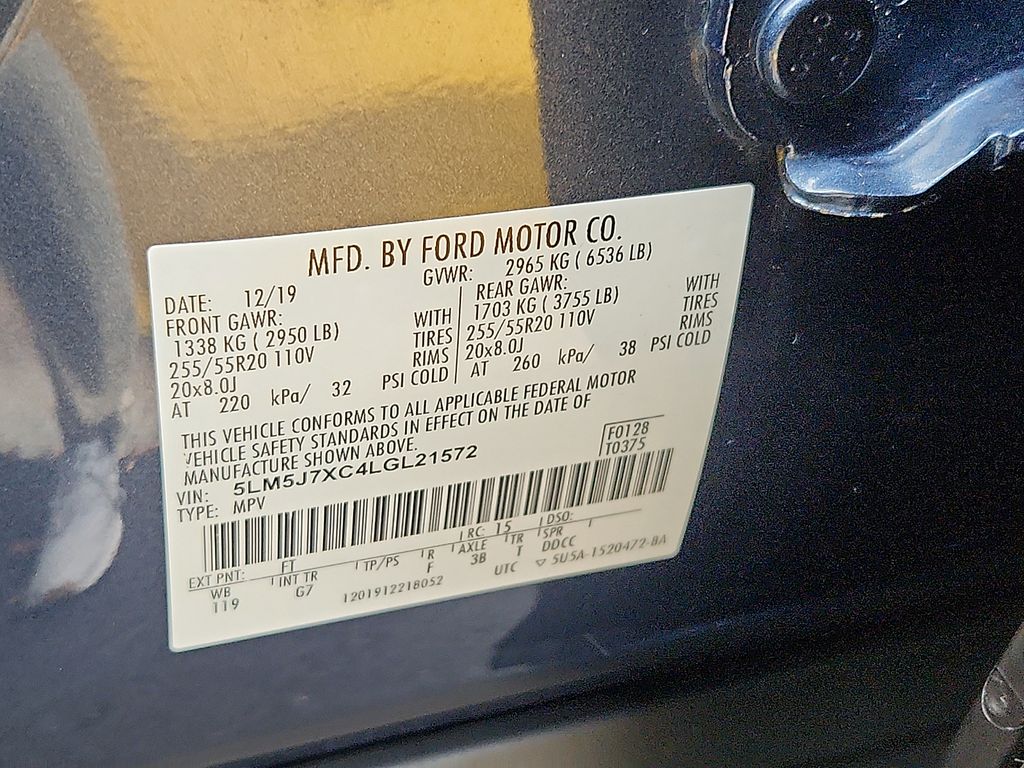 MFD. BY FORD MOTOR CO.
DATE: 12/19 GVWR: 2965 KG ( 6536 LB)
FRONT GAWR: REAR GAWR:
1338 KG ( 2950 LB) WITH 1703 KG ( 3755 LB) WITH
255/55R20 110V TIRES 255/55R20 110V TIRES
20x8.0J RIMS 20x8.0J RIMS
AT 220 kPa/ 32 PSI COLD AT 260 kPa/ 38 PSI COLD
THIS VEHICLE CONFORMS TO ALL APPLICABLE FEDERAL MOTOR
VEHICLE SAFETY STANDARDS IN EFFECT ON THE DATE OF
MANUFACTURE SHOWN ABOVE.
F0128
T0375
VIN: 5LM5J7XC4LGL21572
TYPE: MPV
EXT PNT: FT RC: 15 DSO:
WB INT TR TP/PS R AXLE TR SPR
119 G7 F 3B T DDCC
1201912218052 UTC ▽ 5U5A-1520472-BA